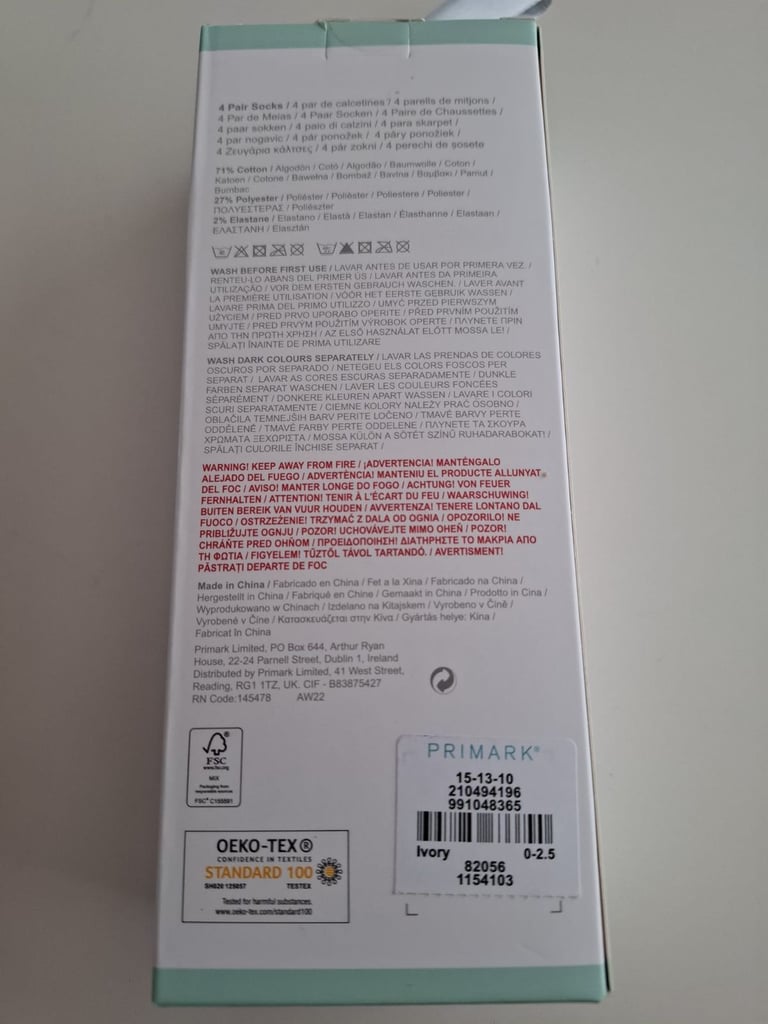 4 Pair Socks / 4 par de calcetines / 4 parells de mitjons /
4 Par de Meias / 4 Paar Socken / 4 Paire de Chaussettes /
4 paar sokken / 4 paio di calzini / 4 para skarpet /
4 par nogavic / 4 pár ponožek / 4 páry ponožiek /
4 Ζευγάρια κάλτσες / 4 pár zokni / 4 perechi de șosete
71% Cotton / Algodón / Cotó / Algodão / Baumwolle / Coton /
Katoen / Cotone / Bawełna / Bombaž / Bavlna / Βαμβάκι / Pamut /
Bumbac
27% Polyester / Poliéster / Polièster / Poliestere / Poliester /
ΠΟΛΥΕΣΤΕΡΑΣ / Poliészter
2% Elastane / Elastano / Elastà / Elastan / Élasthanne / Elastaan /
ΕΛΑΣΤΑΝΗ / Elasztán
WASH BEFORE FIRST USE / LAVAR ANTES DE USAR POR PRIMERA VEZ. /
RENTEU-LO ABANS DEL PRIMER ÚS / LAVAR ANTES DA PRIMEIRA
UTILIZAÇÃO / VOR DEM ERSTEN GEBRAUCH WASCHEN. / LAVER AVANT
LA PREMIÈRE UTILISATION / VÓÓR HET EERSTE GEBRUIK WASSEN /
LAVARE PRIMA DEL PRIMO UTILIZZO / UMYĆ PRZED PIERWSZYM
UŻYCIEM / PRED PRVO UPORABO OPERITE / PŘED PRVNÍM POUŽITÍM
UMYJTE / PRED PRVÝM POUŽITÍM VÝROBOK OPERTE / ΠΛΥΝΕΤΕ ΠΡΙΝ
ΑΠΟ ΤΗΝ ΠΡΩΤΗ ΧΡΗΣΗ / AZ ELSŐ HASZNÁLAT ELŐTT MOSSA LE! /
SPĂLAȚI ÎNAINTE DE PRIMA UTILIZARE
WASH DARK COLOURS SEPARATELY / LAVAR LAS PRENDAS DE COLORES
OSCUROS POR SEPARADO / NETEGEU ELS COLORS FOSCOS PER
SEPARAT / LAVAR AS CORES ESCURAS SEPARADAMENTE / DUNKLE
FARBEN SEPARAT WASCHEN / LAVER LES COULEURS FONCÉES
SÉPARÉMENT / DONKERE KLEUREN APART WASSEN / LAVARE I COLORI
SCURI SEPARATAMENTE / CIEMNE KOLORY NALEŻY PRAĆ OSOBNO /
OBLAČILA TEMNEJŠIH BARV PERITE LOČENO / TMAVÉ BARVY PERTE
ODDĚLENĚ / TMAVÉ FARBY PERTE ODDELENE / ΠΛΥΝΕΤΕ ΤΑ ΣΚΟΥΡΑ
ΧΡΩΜΑΤΑ ΞΕΧΩΡΙΣΤΑ / MOSSA KÜLÖN A SÖTÉT SZÍNŰ RUHADARABOKAT! /
SPĂLAȚI CULORILE ÎNCHISE SEPARAT /
WARNING! KEEP AWAY FROM FIRE / ¡ADVERTENCIA! MANTÉNGALO
ALEJADO DEL FUEGO / ADVERTÈNCIA! MANTENIU EL PRODUCTE ALLUNYAT
DEL FOC / AVISO! MANTER LONGE DO FOGO / ACHTUNG! VON FEUER
FERNHALTEN / ATTENTION! TENIR À L'ÉCART DU FEU / WAARSCHUWING!
BUITEN BEREIK VAN VUUR HOUDEN / AVVERTENZA! TENERE LONTANO DAL
FUOCO / OSTRZEŻENIE! TRZYMAĆ Z DALA OD OGNIA / OPOZORILO! NE
PRIBLIŽUJTE OGNJU / POZOR! UCHOVÁVEJTE MIMO OHEŇ / POZOR!
CHRÁŇTE PRED OHŇOM / ΠΡΟΕΙΔΟΠΟΙΗΣΗ! ΔΙΑΤΗΡΗΣΤΕ ΤΟ ΜΑΚΡΙΑ ΑΠΟ
ΤΗ ΦΩΤΙΑ / FIGYELEM! TŰZTŐL TÁVOL TARTANDÓ. / AVERTISMENT!
PĂSTRAȚI DEPARTE DE FOC
Made in China / Fabricado en China / Fet a la Xina / Fabricado na China /
Hergestellt in China / Fabriqué en Chine / Gemaakt in China / Prodotto in Cina /
Wyprodukowano w Chinach / Izdelano na Kitajskem / Vyrobeno v Číně /
Vyrobené v Číne / Κατασκευάζεται στην Κίνα / Gyártás helye: Kína /
Fabricat în China
Primark Limited, PO Box 644, Arthur Ryan
House, 22-24 Parnell Street, Dublin 1, Ireland
Distributed by Primark Limited, 41 West Street,
Reading, RG1 1TZ, UK. CIF - B83875427
RN Code:145478 AW22
FSC®
www.fsc.org
MIX
Packaging from
responsible sources
FSC® C155591
OEKO-TEX®
CONFIDENCE IN TEXTILES
STANDARD 100
SH020 125057 TESTEX
Tested for harmful substances.
www.oeko-tex.com/standard100
PRIMARK®
15-13-10
210494196
991048365
Ivory 0-2.5
82056
1154103